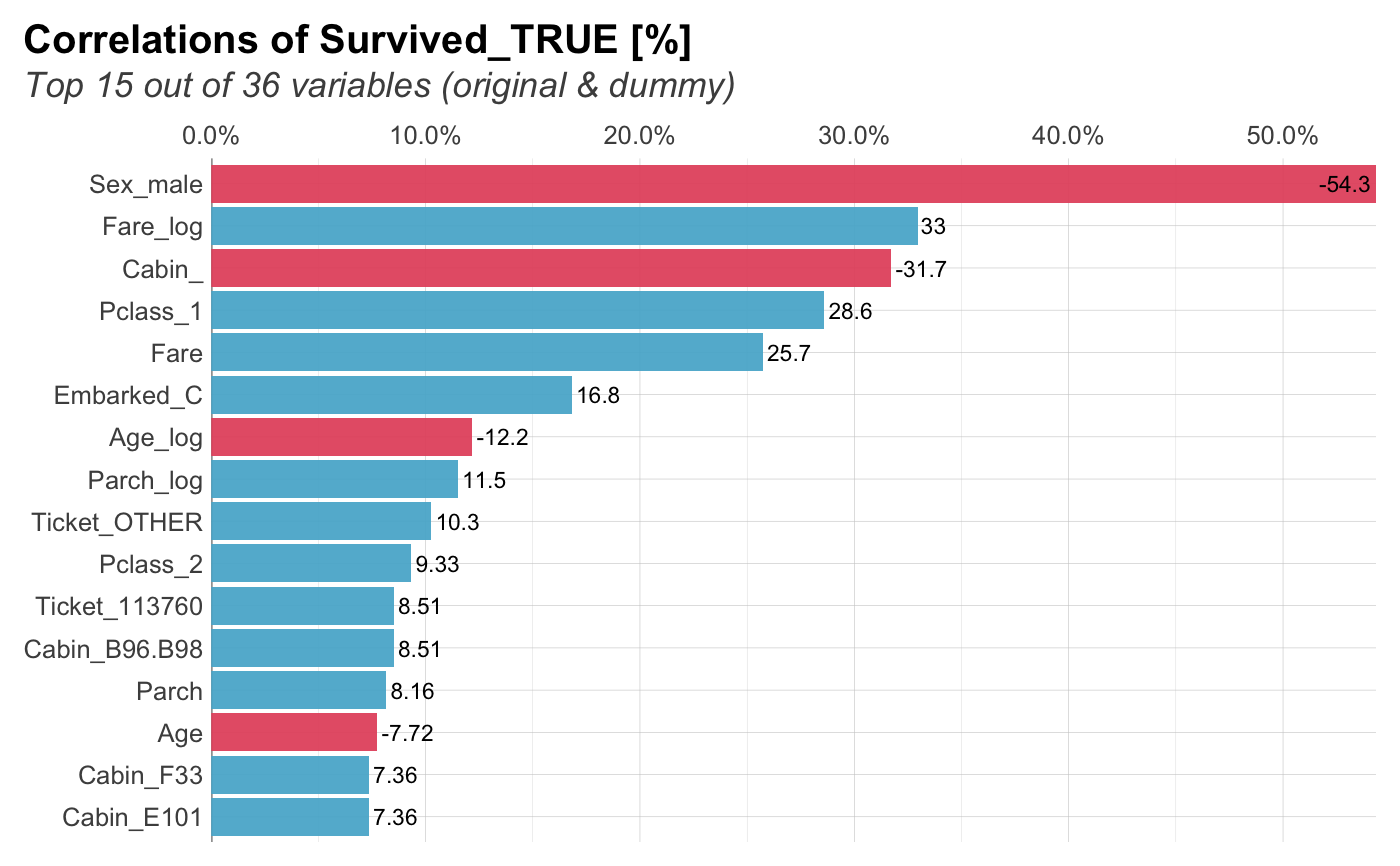 Correlations of Survived_TRUE [%]
Top 15 out of 36 variables (original & dummy)
0.0% 10.0% 20.0% 30.0% 40.0% 50.0%
Sex_male -54.3
Fare_log 33
Cabin_ -31.7
Pclass_1 28.6
Fare 25.7
Embarked_C 16.8
Age_log -12.2
Parch_log 11.5
Ticket_OTHER 10.3
Pclass_2 9.33
Ticket_113760 8.51
Cabin_B96.B98 8.51
Parch 8.16
Age -7.72
Cabin_F33 7.36
Cabin_E101 7.36